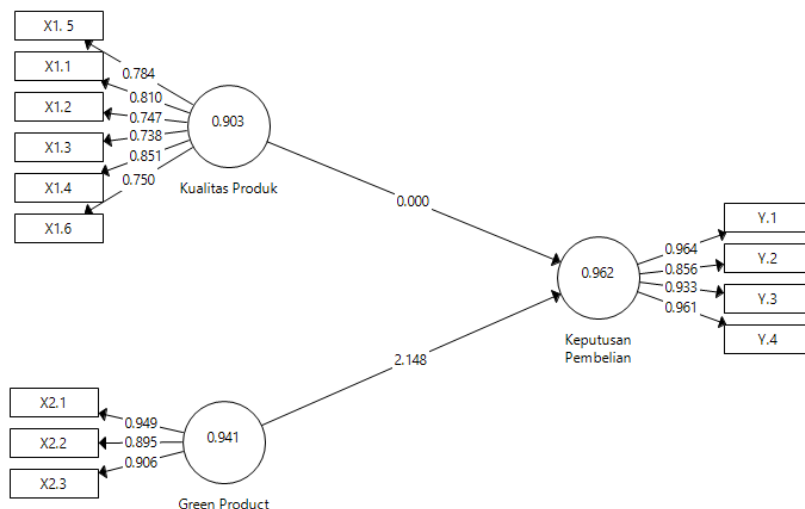 X1. 5
X1.1
X1.2
X1.3
X1.4
X1.6
0.784
0.810
0.747
0.738
0.851
0.750
0.903
Kualitas Produk
0.000
2.148
X2.1
X2.2
X2.3
0.949
0.895
0.906
0.941
Green Product
0.962
Keputusan
Pembelian
0.964
0.856
0.933
0.961
Y.1
Y.2
Y.3
Y.4